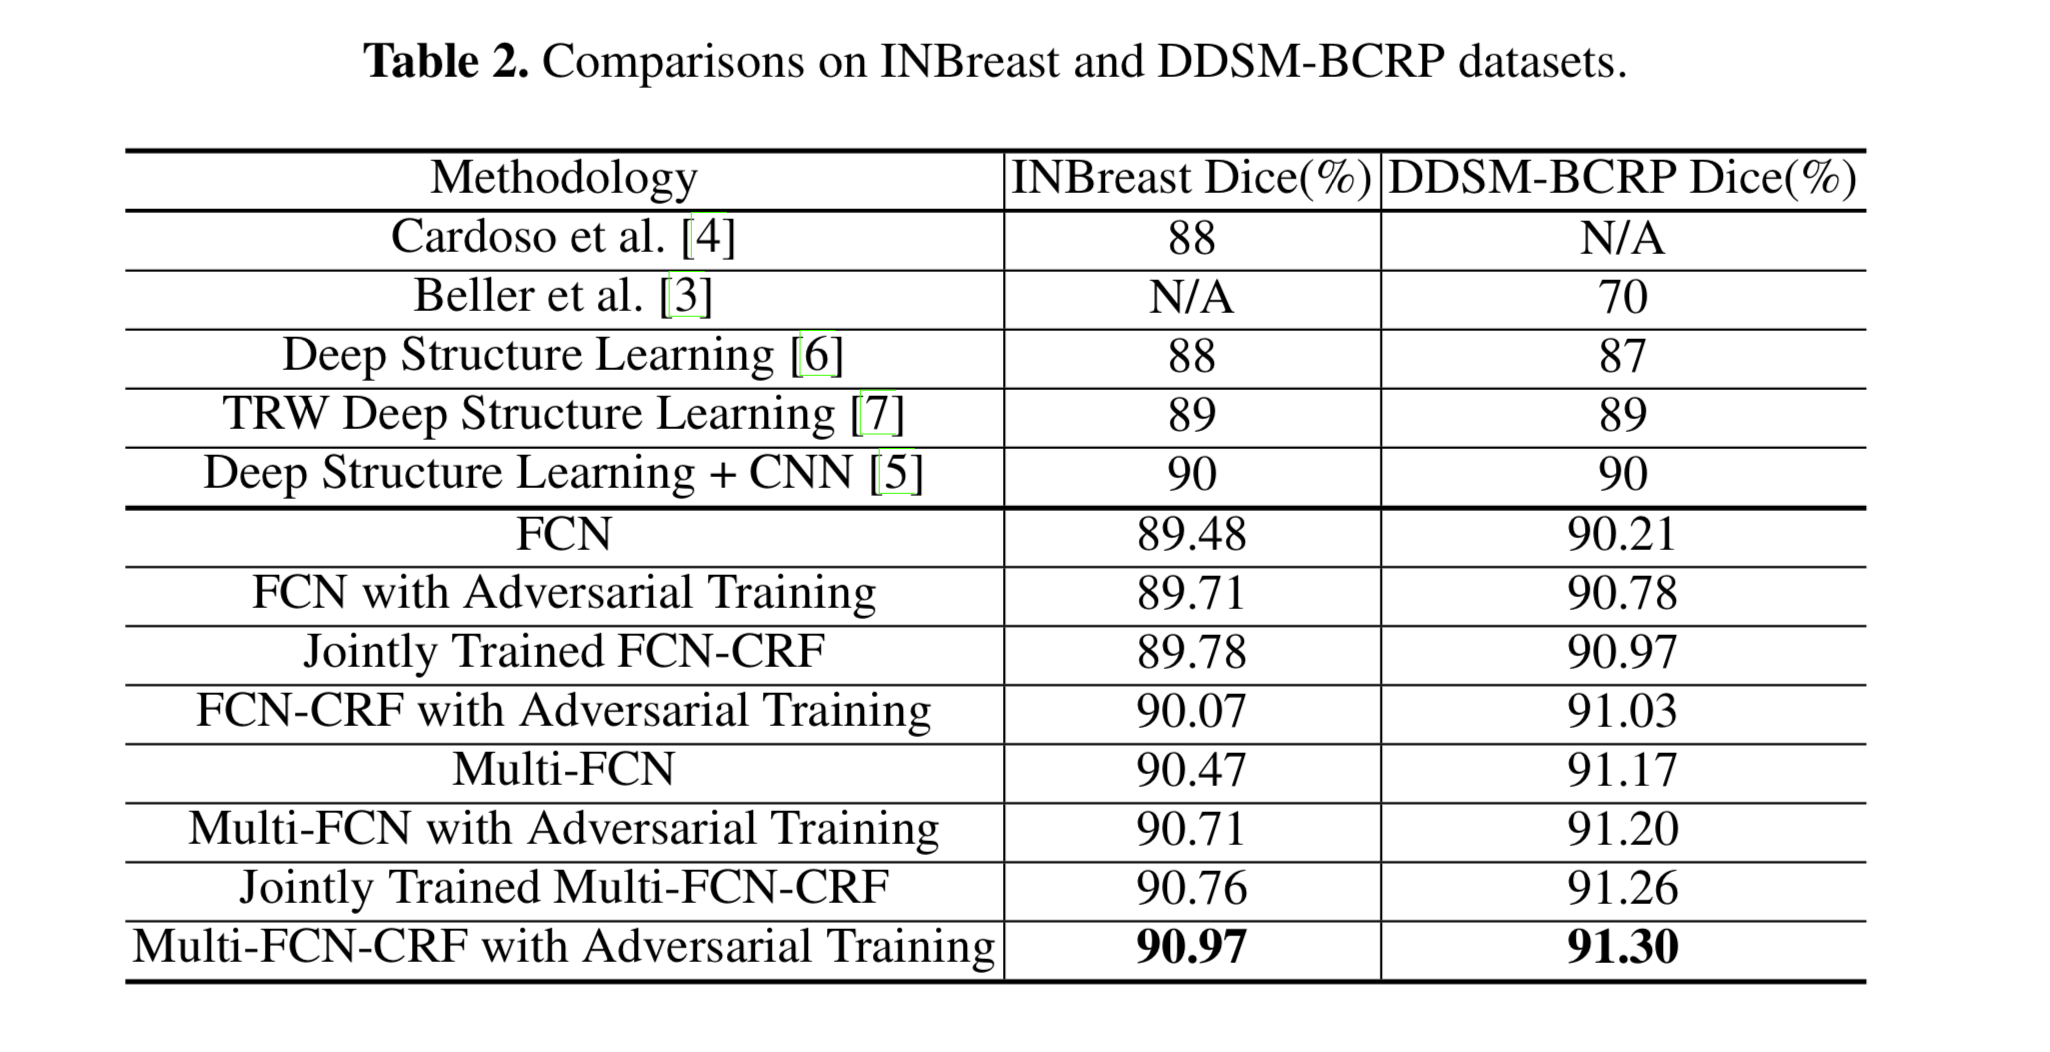 Table 2. Comparisons on INBreast and DDSM-BCRP datasets.
Methodology INBreast Dice(%) DDSM-BCRP Dice(%)
Cardoso et al. [4] 88 N/A
Beller et al. [3] N/A 70
Deep Structure Learning [6] 88 87
TRW Deep Structure Learning [7] 89 89
Deep Structure Learning + CNN [5] 90 90
FCN 89.48 90.21
FCN with Adversarial Training 89.71 90.78
Jointly Trained FCN-CRF 89.78 90.97
FCN-CRF with Adversarial Training 90.07 91.03
Multi-FCN 90.47 91.17
Multi-FCN with Adversarial Training 90.71 91.20
Jointly Trained Multi-FCN-CRF 90.76 91.26
Multi-FCN-CRF with Adversarial Training 90.97 91.30